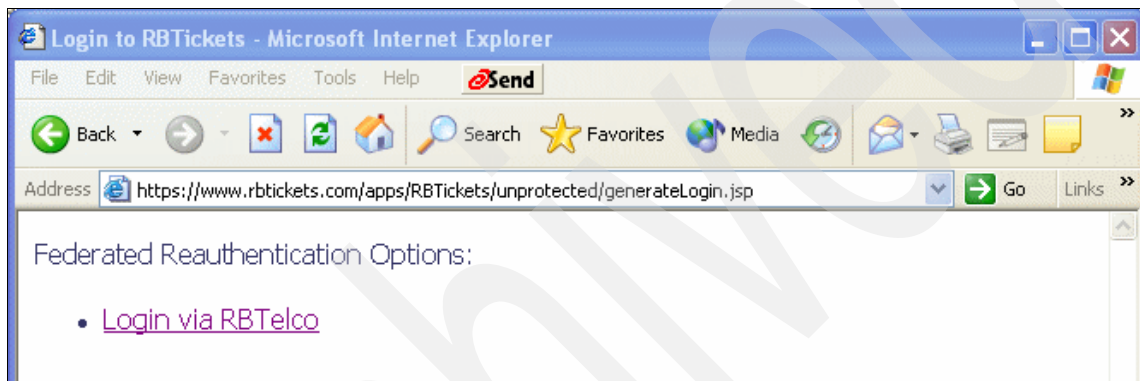 Login to RBTickets - Microsoft Internet Explorer
File Edit View Favorites Tools Help eSend
Back Search Favorites Media »
Address https://www.rbtickets.com/apps/RBTickets/unprotected/generateLogin.jsp Go Links »
Federated Reauthentication Options:
• Login via RBTelco